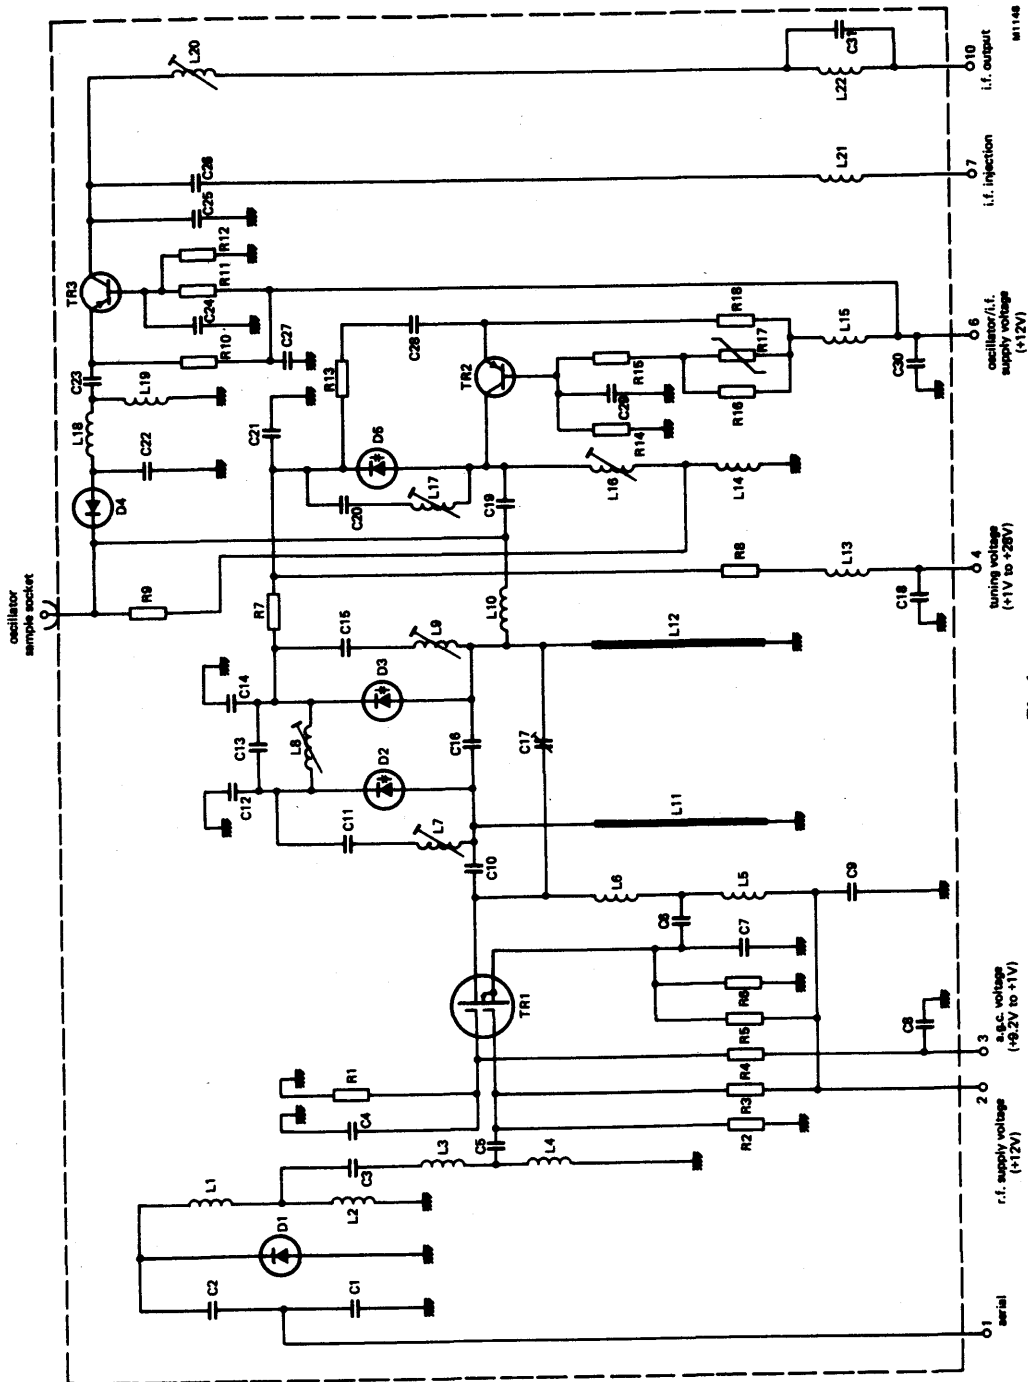 oscillator
sample socket
aerial
1
r.f. supply voltage
(+12V)
2
a.g.c. voltage
(+9.2V to +1V)
3
tuning voltage
(+1V to +28V)
4
oscillator/i.f.
supply voltage
(+12V)
6
i.f. injection
7
i.f. output
10
M1146
C1
C2
D1
L1
L2
C3
L3
L4
C4
C5
R1
R2
R3
R4
R5
R6
TR1
C6
C7
C8
C9
L5
L6
C10
L7
C11
C12
D2
L8
C13
C14
D3
C15
L9
C16
C17
L10
L11
L12
R7
R8
L13
C18
R9
D4
C22
L18
L19
C23
R10
C24
TR3
R11
R12
C25
C26
L20
C27
C21
R13
D5
C20
L17
C19
L16
L14
TR2
C28
R14
C29
R15
R16
R17
R18
L15
C30
L21
L22
C31